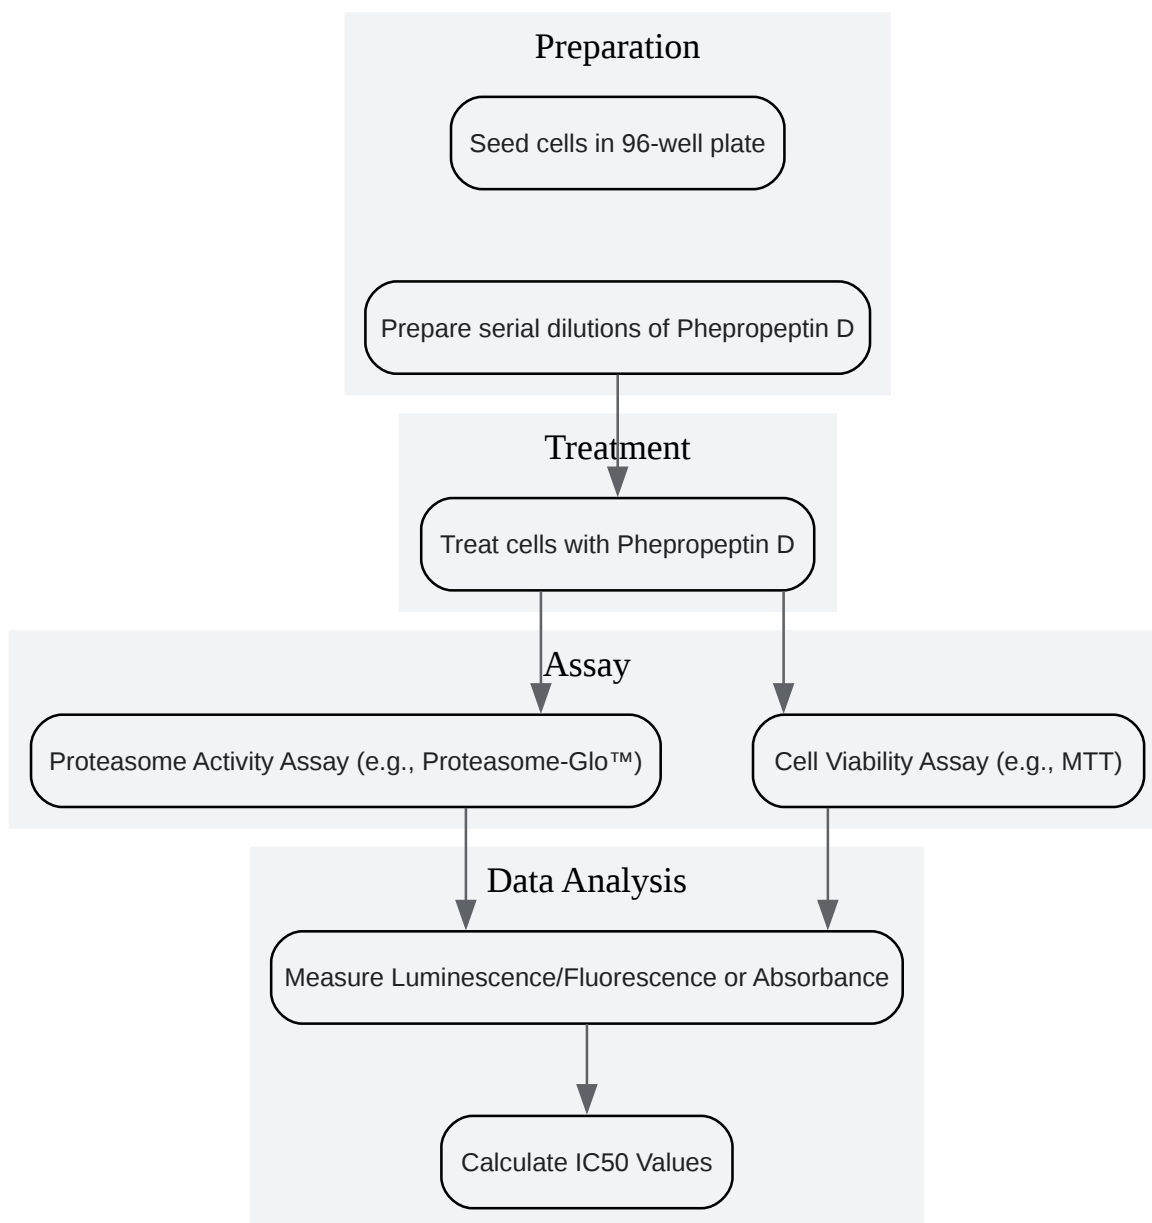 Preparation
Seed cells in 96-well plate
Prepare serial dilutions of Phepropeptin D
Treatment
Treat cells with Phepropeptin D
Assay
Proteasome Activity Assay (e.g., Proteasome-Glo™)
Cell Viability Assay (e.g., MTT)
Data Analysis
Measure Luminescence/Fluorescence or Absorbance
Calculate IC50 Values